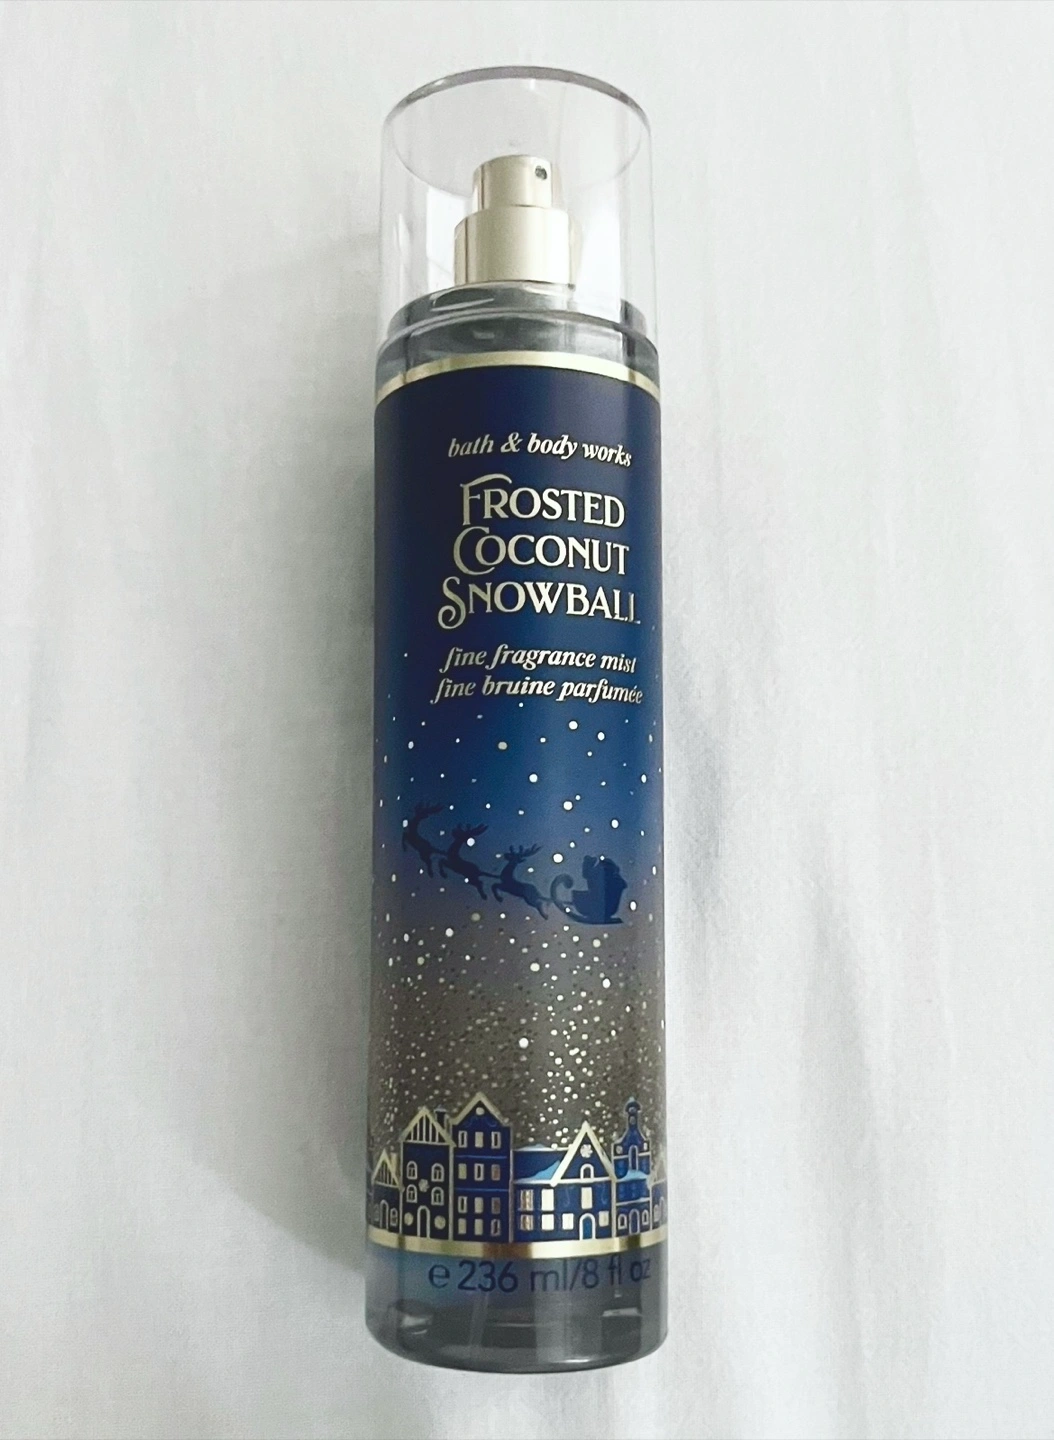 bath & body works
FROSTED
COCONUT
SNOWBALL
fine fragrance mist
fine bruine parfumée
e 236 ml/8 fl oz